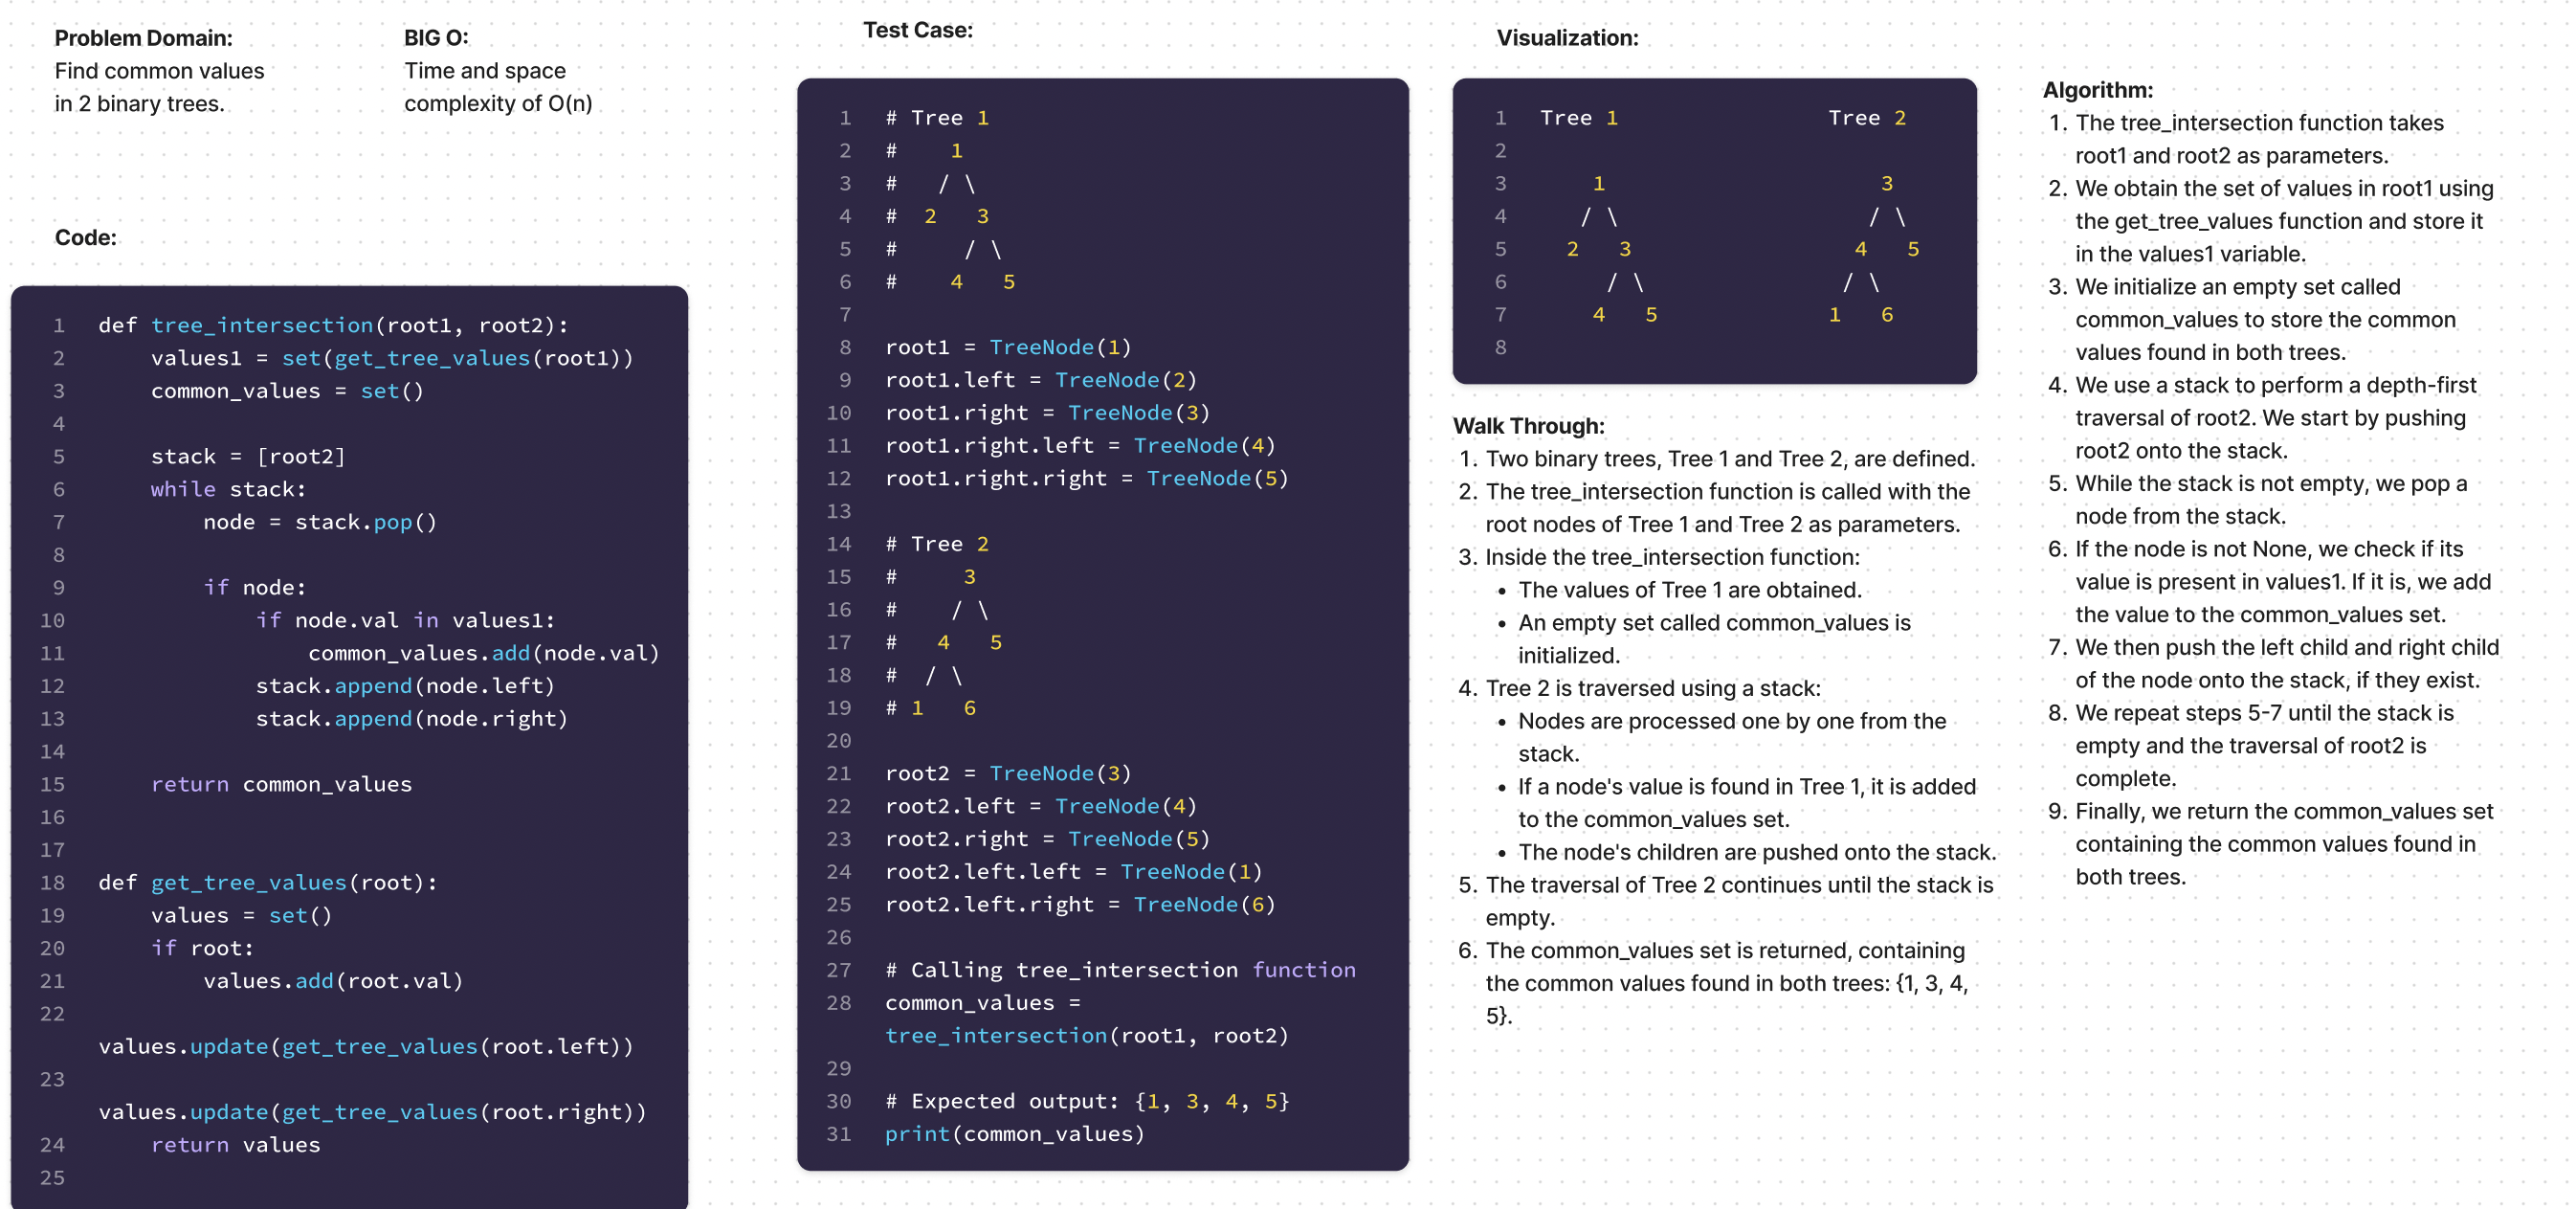 Problem Domain:
Find common values
in 2 binary trees.
BIG O:
Time and space
complexity of O(n)
Code:
1 def tree_intersection(root1, root2):
2     values1 = set(get_tree_values(root1))
3     common_values = set()
4
5     stack = [root2]
6     while stack:
7         node = stack.pop()
8
9         if node:
10             if node.val in values1:
11                 common_values.add(node.val)
12             stack.append(node.left)
13             stack.append(node.right)
14
15     return common_values
16
17
18 def get_tree_values(root):
19     values = set()
20     if root:
21         values.add(root.val)
22
values.update(get_tree_values(root.left))
23
values.update(get_tree_values(root.right))
24     return values
25
Test Case:
1 # Tree 1
2 #    1
3 #   / \
4 #  2   3
5 #     / \
6 #    4   5
7
8 root1 = TreeNode(1)
9 root1.left = TreeNode(2)
10 root1.right = TreeNode(3)
11 root1.right.left = TreeNode(4)
12 root1.right.right = TreeNode(5)
13
14 # Tree 2
15 #     3
16 #    / \
17 #   4   5
18 #  / \
19 # 1   6
20
21 root2 = TreeNode(3)
22 root2.left = TreeNode(4)
23 root2.right = TreeNode(5)
24 root2.left.left = TreeNode(1)
25 root2.left.right = TreeNode(6)
26
27 # Calling tree_intersection function
28 common_values =
tree_intersection(root1, root2)
29
30 # Expected output: {1, 3, 4, 5}
31 print(common_values)
Visualization:
1 Tree 1                Tree 2
2
3     1                     3
4    / \                   / \
5   2   3                 4   5
6      / \               / \
7     4   5             1   6
8
Walk Through:
1. Two binary trees, Tree 1 and Tree 2, are defined.
2. The tree_intersection function is called with the
root nodes of Tree 1 and Tree 2 as parameters.
3. Inside the tree_intersection function:
• The values of Tree 1 are obtained.
• An empty set called common_values is
initialized.
4. Tree 2 is traversed using a stack:
• Nodes are processed one by one from the
stack.
• If a node's value is found in Tree 1, it is added
to the common_values set.
• The node's children are pushed onto the stack.
5. The traversal of Tree 2 continues until the stack is
empty.
6. The common_values set is returned, containing
the common values found in both trees: {1, 3, 4,
5}.
Algorithm:
1. The tree_intersection function takes
root1 and root2 as parameters.
2. We obtain the set of values in root1 using
the get_tree_values function and store it
in the values1 variable.
3. We initialize an empty set called
common_values to store the common
values found in both trees.
4. We use a stack to perform a depth-first
traversal of root2. We start by pushing
root2 onto the stack.
5. While the stack is not empty, we pop a
node from the stack.
6. If the node is not None, we check if its
value is present in values1. If it is, we add
the value to the common_values set.
7. We then push the left child and right child
of the node onto the stack, if they exist.
8. We repeat steps 5-7 until the stack is
empty and the traversal of root2 is
complete.
9. Finally, we return the common_values set
containing the common values found in
both trees.